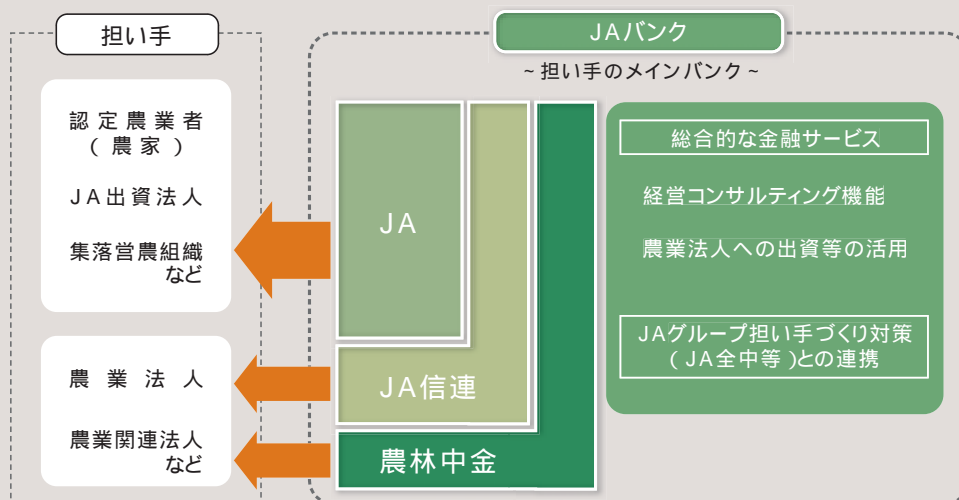 担い手
認定農業者
(農家)
JA出資法人
集落営農組織
など
農業法人
農業関連法人
など
JAバンク
~担い手のメインバンク~
JA
JA信連
農林中金
総合的な金融サービス
経営コンサルティング機能
農業法人への出資等の活用
JAグループ担い手づくり対策
(JA全中等)との連携